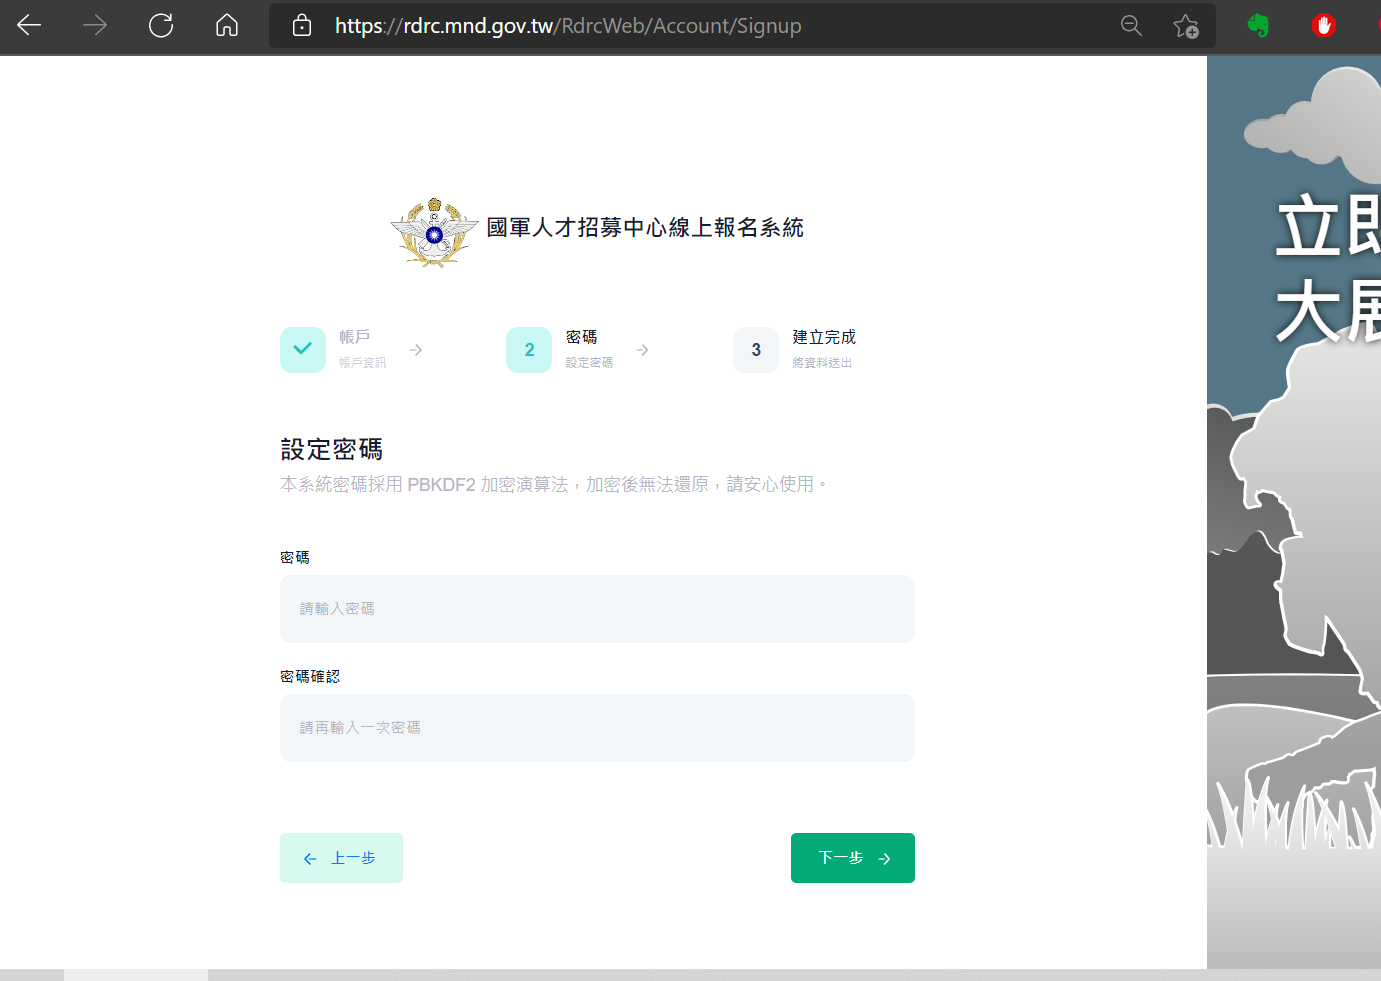 https://rdrc.mnd.gov.tw/RdrcWeb/Account/Signup
國軍人才招募中心線上報名系統
帳戶
帳戶資訊
2
密碼
設定密碼
3
建立完成
將資料送出
設定密碼
本系統密碼採用 PBKDF2 加密演算法，加密後無法還原，請安心使用。
密碼
請輸入密碼
密碼確認
請再輸入一次密碼
上一步
下一步
立即
大展